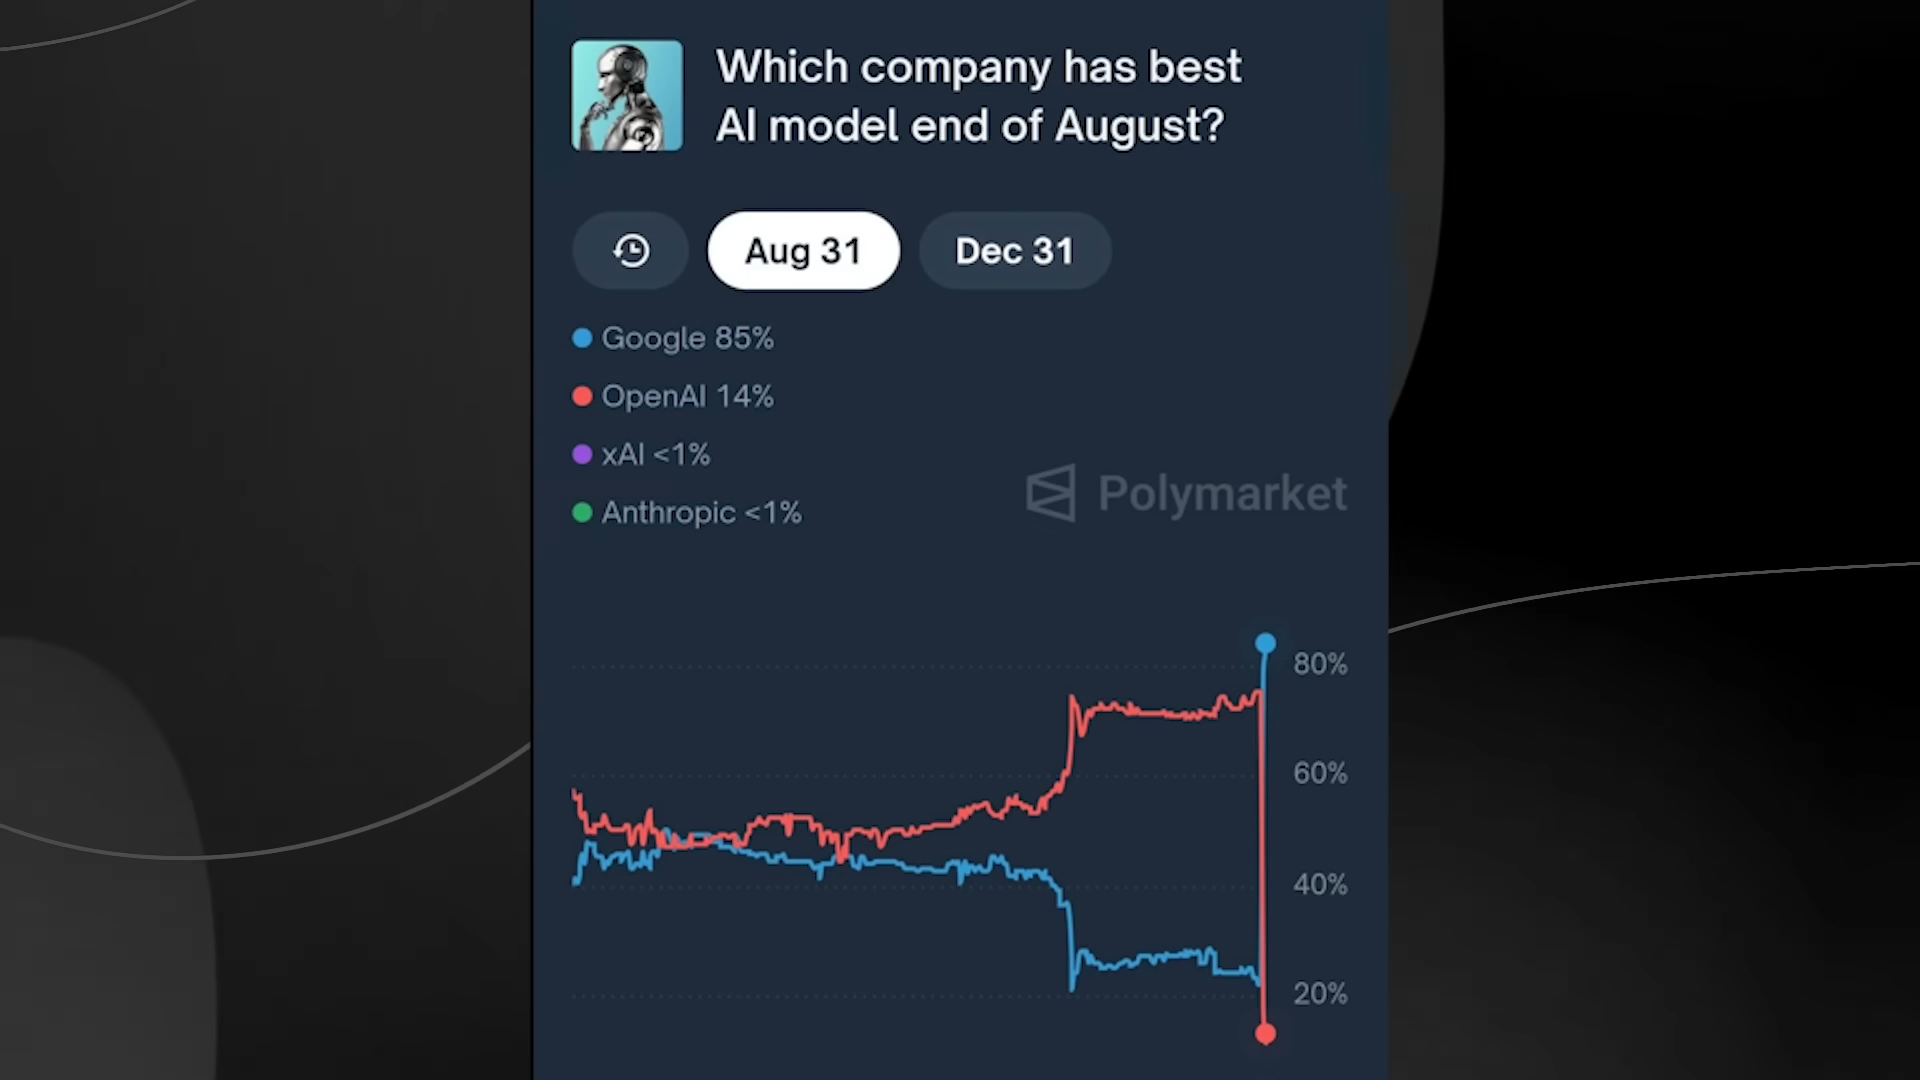 Which company has best
AI model end of August?
Aug 31
Dec 31
Google 85%
OpenAI 14%
xAI <1%
Anthropic <1%
Polymarket
80%
60%
40%
20%